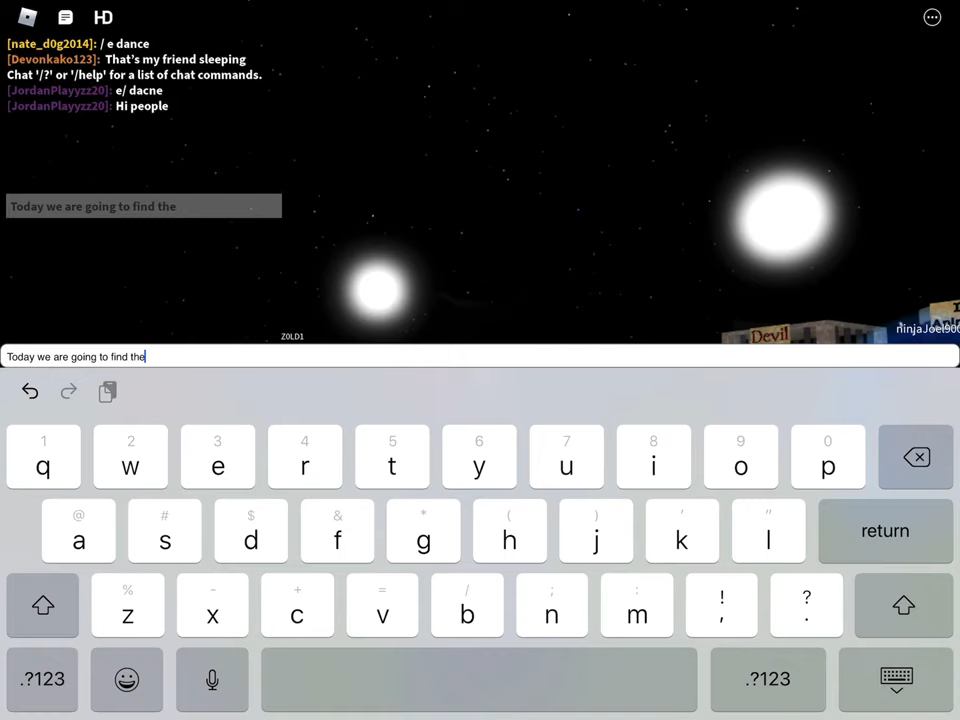 HD
[nate_d0g2014]: / e dance
[Devonkako123]: That's my friend sleeping
Chat '/?' or '/help' for a list of chat commands.
[JordanPlayyzz20]: e/ dacne
[JordanPlayyzz20]: Hi people
Today we are going to find the
Z0LD1
ninjaJoel900
Devil
Today we are going to find the
1 2 3 4 5 6 7 8 9 0
q w e r t y u i o p
@ # $ & * ( ) ' "
a s d f g h j k l return
% - + = / ; : ! ?
z x c v b n m , .
.?123 .?123